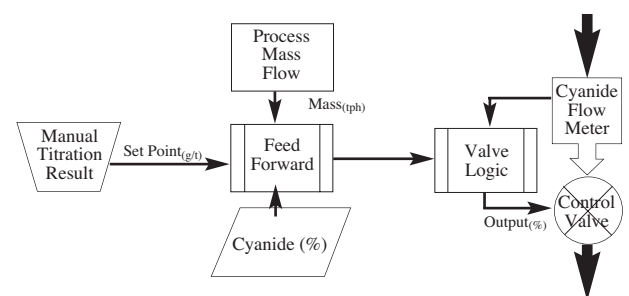 Process
Mass
Flow
Cyanide
Flow
Meter
Mass(tph)
Manual
Titration
Result
Set Point(g/t)
Feed
Forward
Valve
Logic
Control
Valve
Output(%)
Cyanide (%)